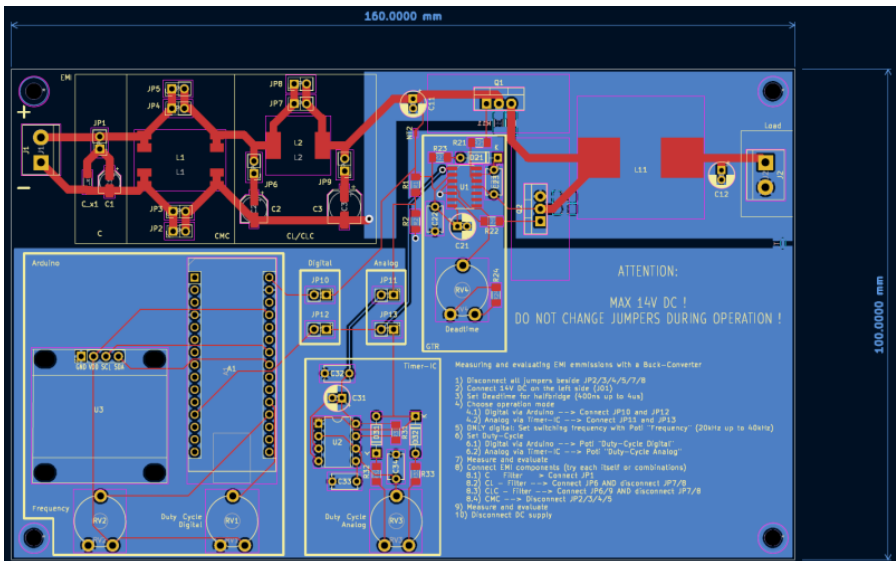 160.0000 mm
100.0000 mm
EMI
+
-
J1
J1
JP1
C_x1
C1
C
JP5
JP4
L1
L1
JP3
JP2
CMC
JP8
JP7
L2
L2
JP6
JP9
C2
C3
CL/CLC
C11
Q1
R21
R23
D21
K
U1
C22
C21
R22
Q2
R2
R24
RV4
Deadtime
GTR
L11
C12
Load
J2
Arduino
GND VDD SCL SDA
U3
A1
Frequency
RV2
Duty Cycle
Digital
RV1
Digital
JP10
JP12
Analog
JP11
JP13
Timer-IC
C32
C31
U2
D31
R31
D32
K
K
R32
C34
R33
C33
Duty Cycle
Analog
RV3
ATTENTION:
MAX 14V DC !
DO NOT CHANGE JUMPERS DURING OPERATION !
Measuring and evaluating EMI emmissions with a Buck-Converter
1) Disconnect all jumpers beside JP2/3/4/5/7/8
2) Connect 14V DC on the left side (J01)
3) Set Deadtime for halfbridge (400ns up to 4us)
4) Choose operation mode
4.1) Digital via Arduino --> Connect JP10 and JP12
4.2) Analog via Timer-IC --> Connect JP11 and JP13
5) ONLY digital: Set switching frequency with Poti "Frequency" (20kHz up to 40kHz)
6) Set Duty-Cycle
6.1) Digital via Arduino --> Poti "Duty-Cycle Digital"
6.2) Analog via Timer-IC --> Poti "Duty-Cycle Analog"
7) Measure and evaluate
8) Connect EMI components (try each itself or combinations)
8.1) C - Filter --> Connect JP1
8.2) CL - Filter --> Connect JP6 AND disconnect JP7/8
8.3) CLC - Filter --> Connect JP6/9 AND disconnect JP7/8
8.4) CMC --> Disconnect JP2/3/4/5
9) Measure and evaluate
10) Disconnect DC supply